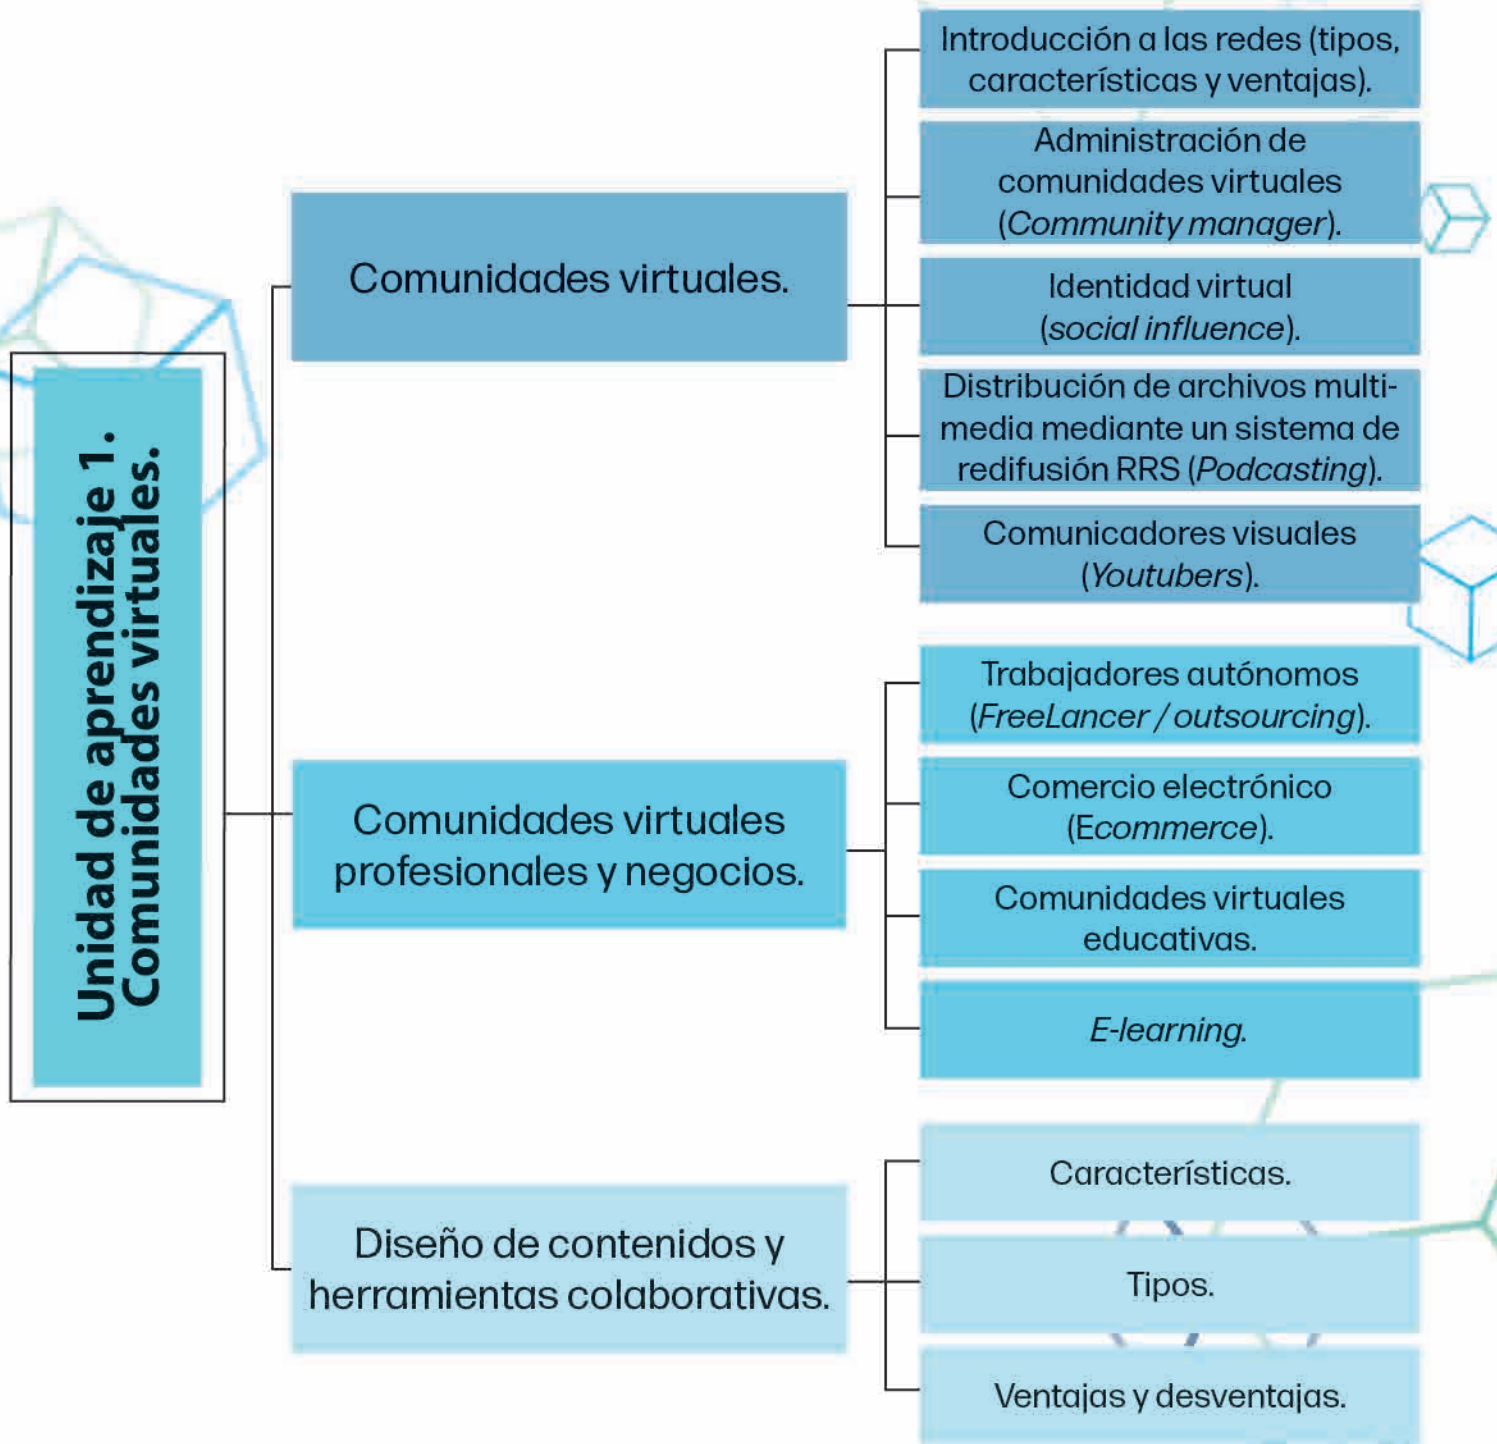 Unidad de aprendizaje 1.
Comunidades virtuales.
Comunidades virtuales.
Introducción a las redes (tipos,
característícas y ventajas).
Administración de
comunidades virtuales
(Community manager).
Identidad virtual
(social influence).
Distribución de archivos multi-
media mediante un sistema de
redifusión RRS (Podcasting).
Comunicadores visuales
(Youtubers).
Comunidades virtuales
profesionales y negocios.
Trabajadores autónomos
(FreeLancer / outsourcing).
Comercio electrónico
(Ecommerce).
Comunidades virtuales
educativas.
E-learning.
Diseño de contenidos y
herramientas colaborativas.
Característícas.
Tipos.
Ventajas y desventajas.